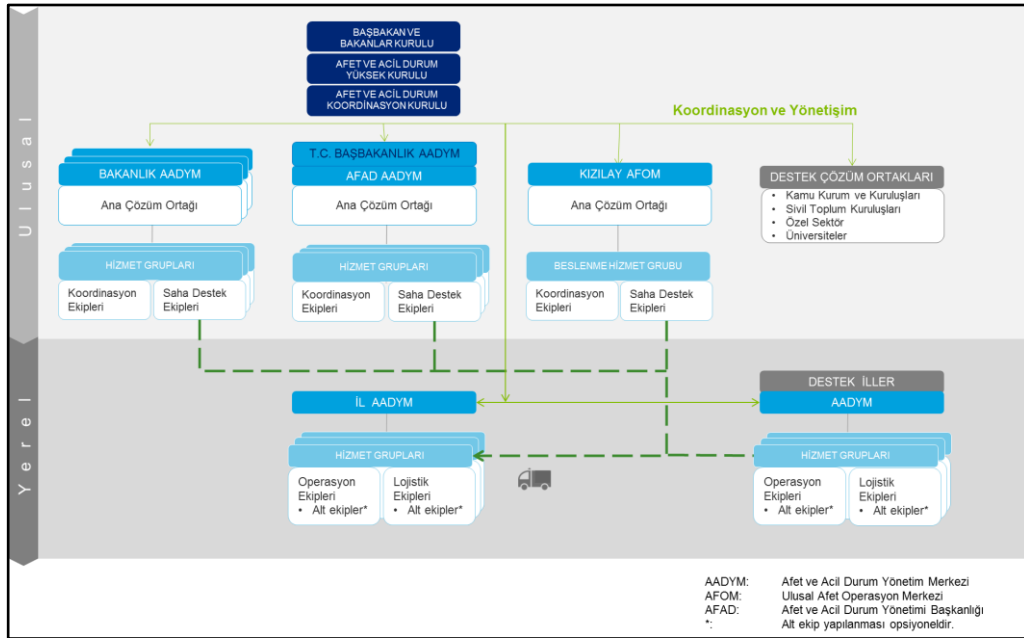 Ulusal
BAŞBAKAN VE
BAKANLAR KURULU
AFET VE ACİL DURUM
YÜKSEK KURULU
AFET VE ACİL DURUM
KOORDİNASYON KURULU
Koordinasyon ve Yönetişim
BAKANLIK AADYM
Ana Çözüm Ortağı
HİZMET GRUPLARI
Koordinasyon
Ekipleri
Saha Destek
Ekipleri
T.C. BAŞBAKANLIK AADYM
AFAD AADYM
Ana Çözüm Ortağı
HİZMET GRUPLARI
Koordinasyon
Ekipleri
Saha Destek
Ekipleri
KIZILAY AFOM
Ana Çözüm Ortağı
BESLENME HİZMET GRUBU
Koordinasyon
Ekipleri
Saha Destek
Ekipleri
DESTEK ÇÖZÜM ORTAKLARI
• Kamu Kurum ve Kuruluşları
• Sivil Toplum Kuruluşları
• Özel Sektör
• Üniversiteler
Yerel
İL AADYM
HİZMET GRUPLARI
Operasyon
Ekipleri
• Alt ekipler*
Lojistik
Ekipleri
• Alt ekipler*
DESTEK İLLER
AADYM
HİZMET GRUPLARI
Operasyon
Ekipleri
• Alt ekipler*
Lojistik
Ekipleri
• Alt ekipler*
AADYM: Afet ve Acil Durum Yönetim Merkezi
AFOM: Ulusal Afet Operasyon Merkezi
AFAD: Afet ve Acil Durum Yönetimi Başkanlığı
*: Alt ekip yapılanması opsiyoneldir.